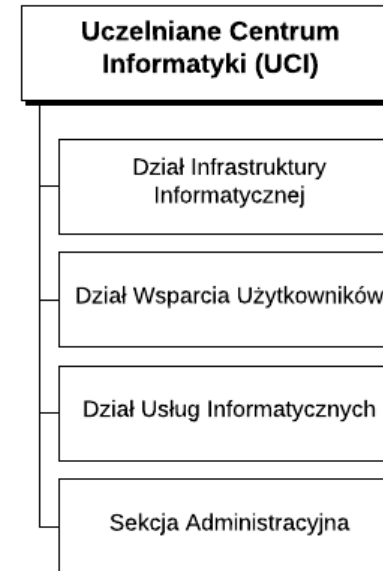 Uczelniane Centrum
Informatyki (UCI)
Dział Infrastruktury
Informatycznej
Dział Wsparcia Użytkowników
Dział Usług Informatycznych
Sekcja Administracyjna